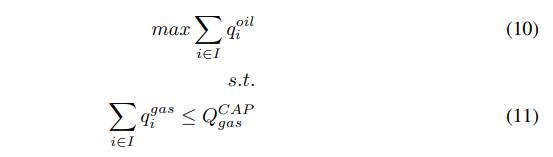 max ∑_{i∈I} q_i^{oil} (10)
s.t.
∑_{i∈I} q_i^{gas} ≤ Q_{gas}^{CAP} (11)